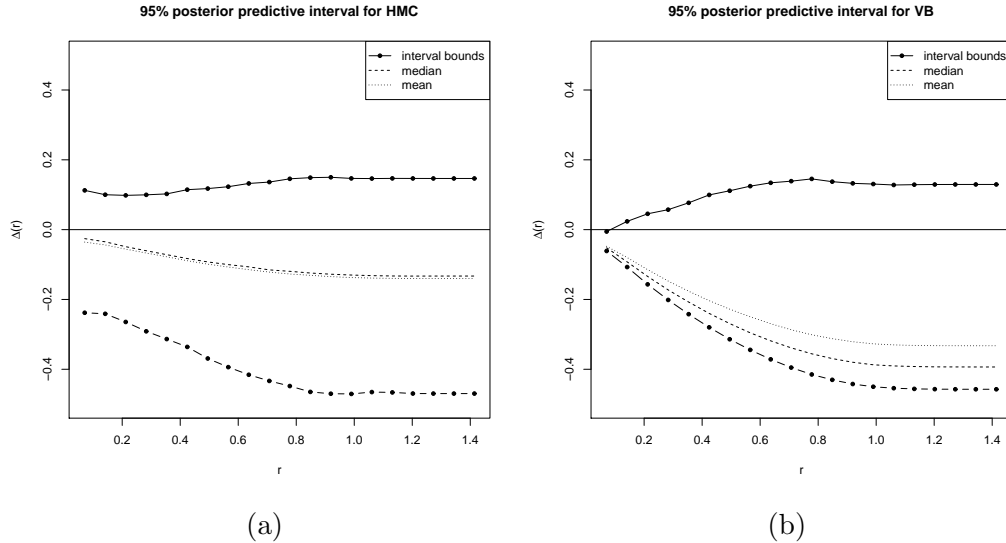 95% posterior predictive interval for HMC
interval bounds
median
mean
0.4
0.2
0.0
−0.2
−0.4
Δ(r)
0.2 0.4 0.6 0.8 1.0 1.2 1.4
r
(a)
95% posterior predictive interval for VB
interval bounds
median
mean
0.4
0.2
0.0
−0.2
−0.4
Δ(r)
0.2 0.4 0.6 0.8 1.0 1.2 1.4
r
(b)